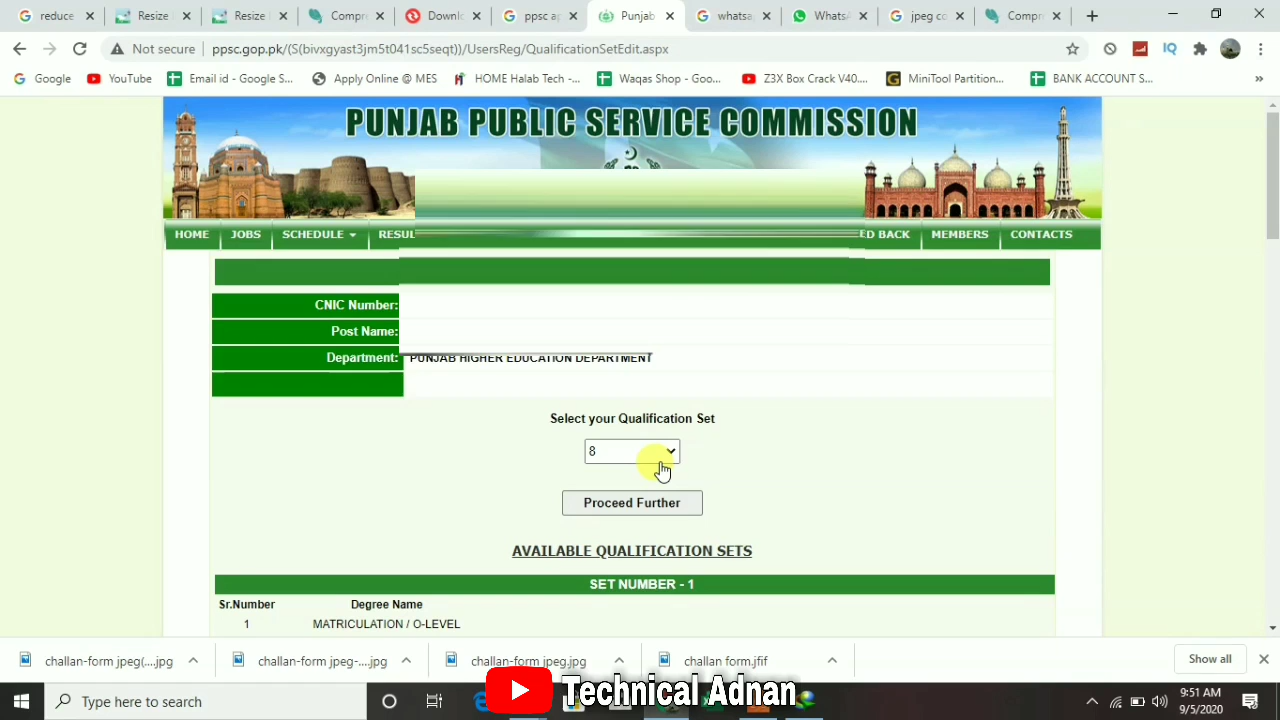 reduce
Resize
Resize
Compr
Downl
ppsc ap
Punjab
whatsa
WhatsA
jpeg co
Compr
Not secure
ppsc.gop.pk/(S(bivxgyast3jm5t041sc5seqt))/UsersReg/QualificationSetEdit.aspx
Google
YouTube
Email id - Google S...
Apply Online @ MES
HOME Halab Tech -...
Waqas Shop - Goo...
Z3X Box Crack V40....
MiniTool Partition...
BANK ACCOUNT S...
PUNJAB PUBLIC SERVICE COMMISSION
HOME
JOBS
SCHEDULE
RESUL
ED BACK
MEMBERS
CONTACTS
CNIC Number:
Post Name:
Department: PUNJAB HIGHER EDUCATION DEPARTMENT
Select your Qualification Set
8
Proceed Further
AVAILABLE QUALIFICATION SETS
SET NUMBER - 1
Sr.Number Degree Name
1 MATRICULATION / O-LEVEL
challan-form jpeg(....jpg
challan-form jpeg-...jpg
challan-form jpeg.jpg
challan form.jfif
Show all
Type here to search
Technical Adnan
9:51 AM
9/5/2020